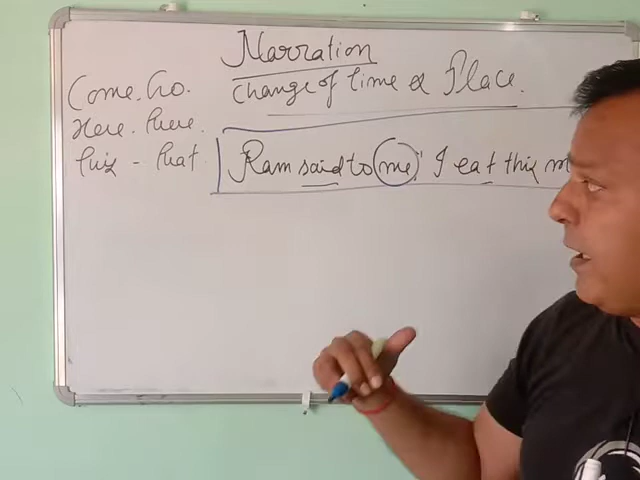 Narration
Change of Time & Place.
Come. Go.
Here. there.
this - that
Ram said to me," I eat this m